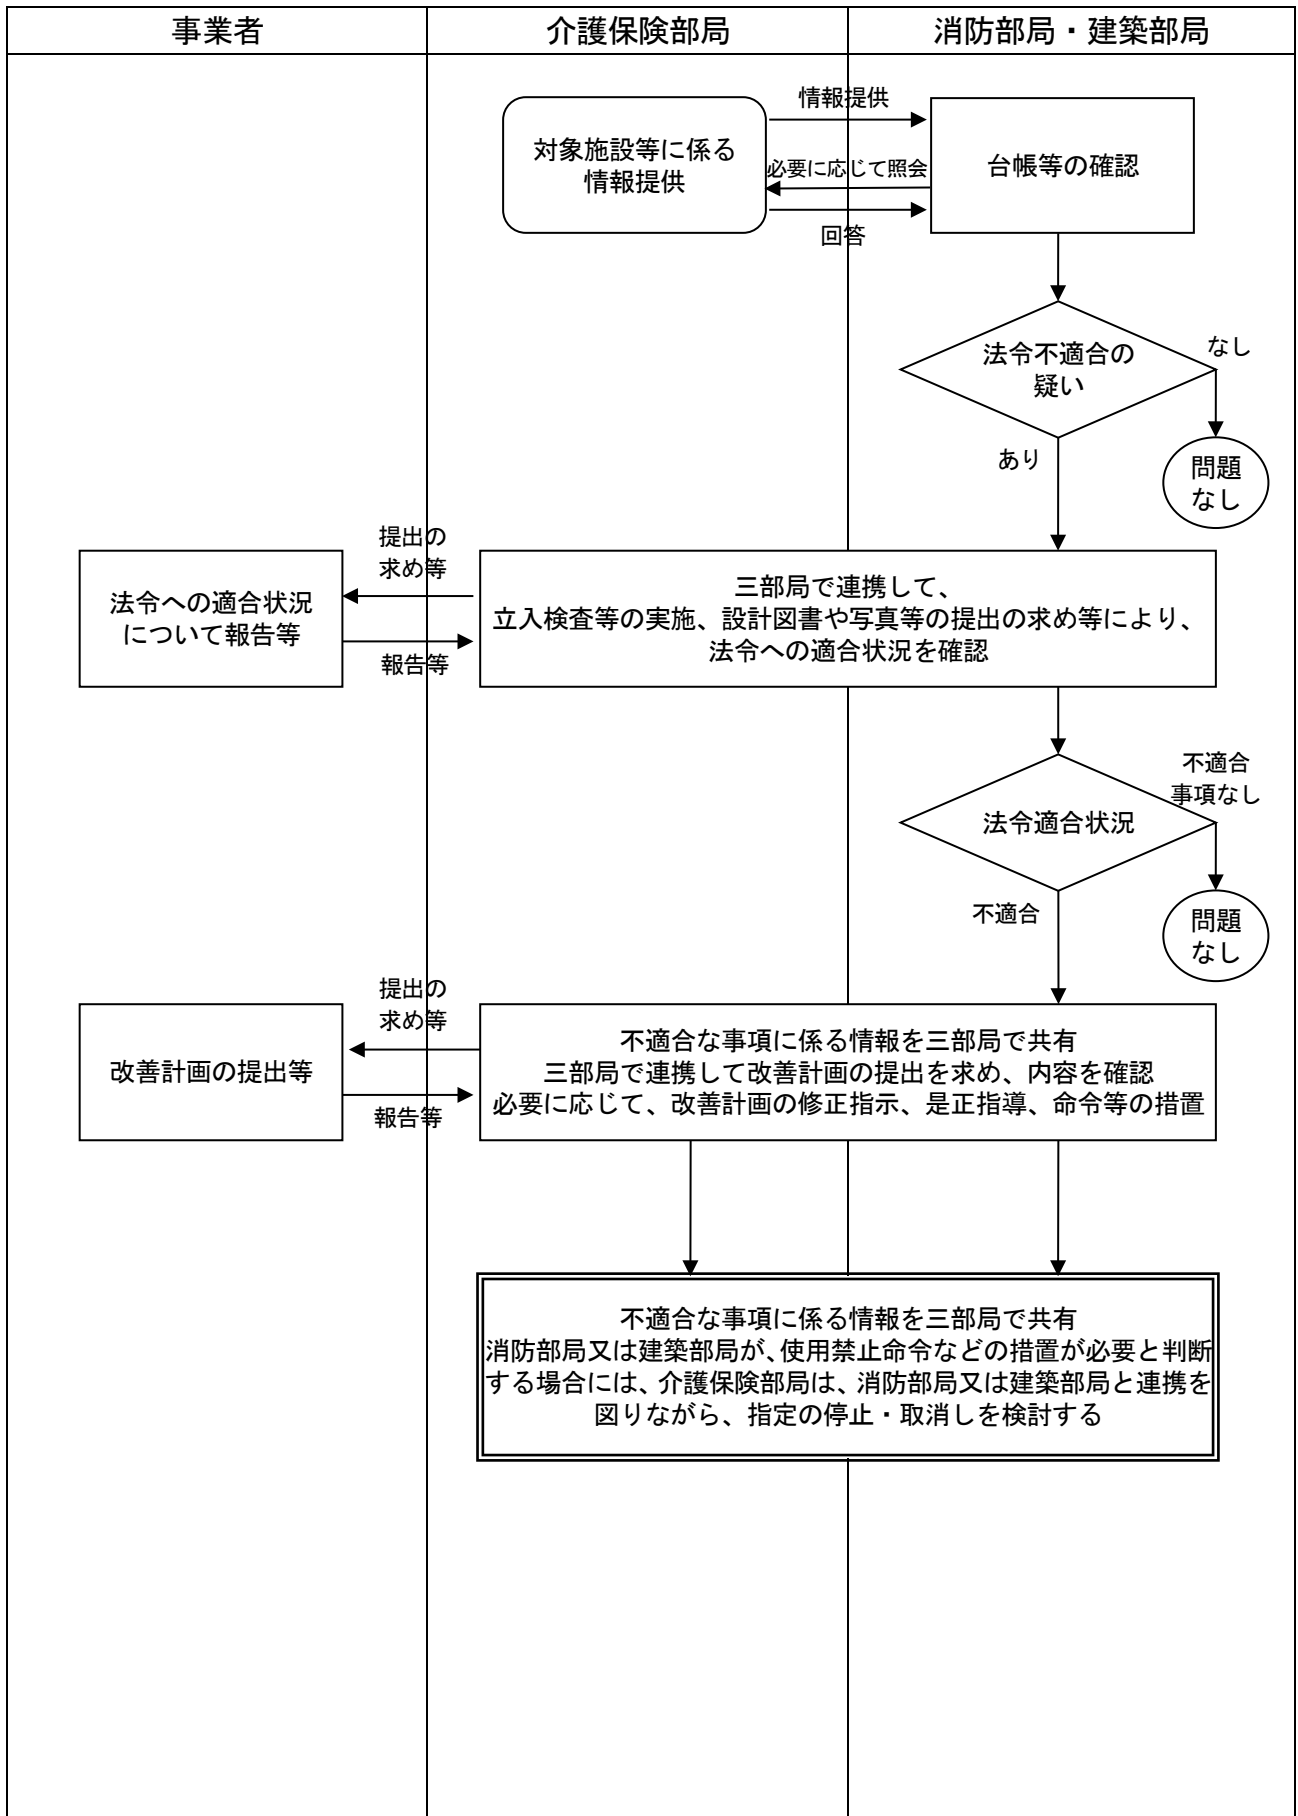 事業者
介護保険部局
消防部局・建築部局
対象施設等に係る
情報提供
情報提供
必要に応じて照会
回答
台帳等の確認
法令不適合の
疑い
なし
あり
問題
なし
提出の
求め等
法令への適合状況
について報告等
報告等
三部局で連携して、
立入検査等の実施、設計図書や写真等の提出の求め等により、
法令への適合状況を確認
法令適合状況
不適合
事項なし
不適合
問題
なし
提出の
求め等
改善計画の提出等
報告等
不適合な事項に係る情報を三部局で共有
三部局で連携して改善計画の提出を求め、内容を確認
必要に応じて、改善計画の修正指示、是正指導、命令等の措置
不適合な事項に係る情報を三部局で共有
消防部局又は建築部局が、使用禁止命令などの措置が必要と判断
する場合には、介護保険部局は、消防部局又は建築部局と連携を
図りながら、指定の停止・取消しを検討する